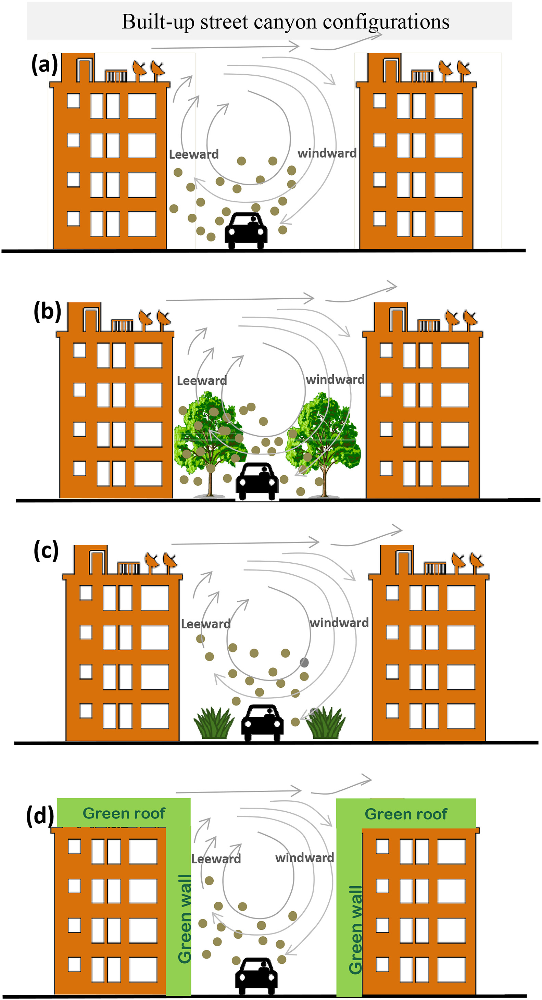 Built-up street canyon configurations
(a)
Leeward
windward
(b)
Leeward
windward
(c)
Leeward
windward
(d)
Green roof
Green roof
Leeward
windward
Green wall
Green wall